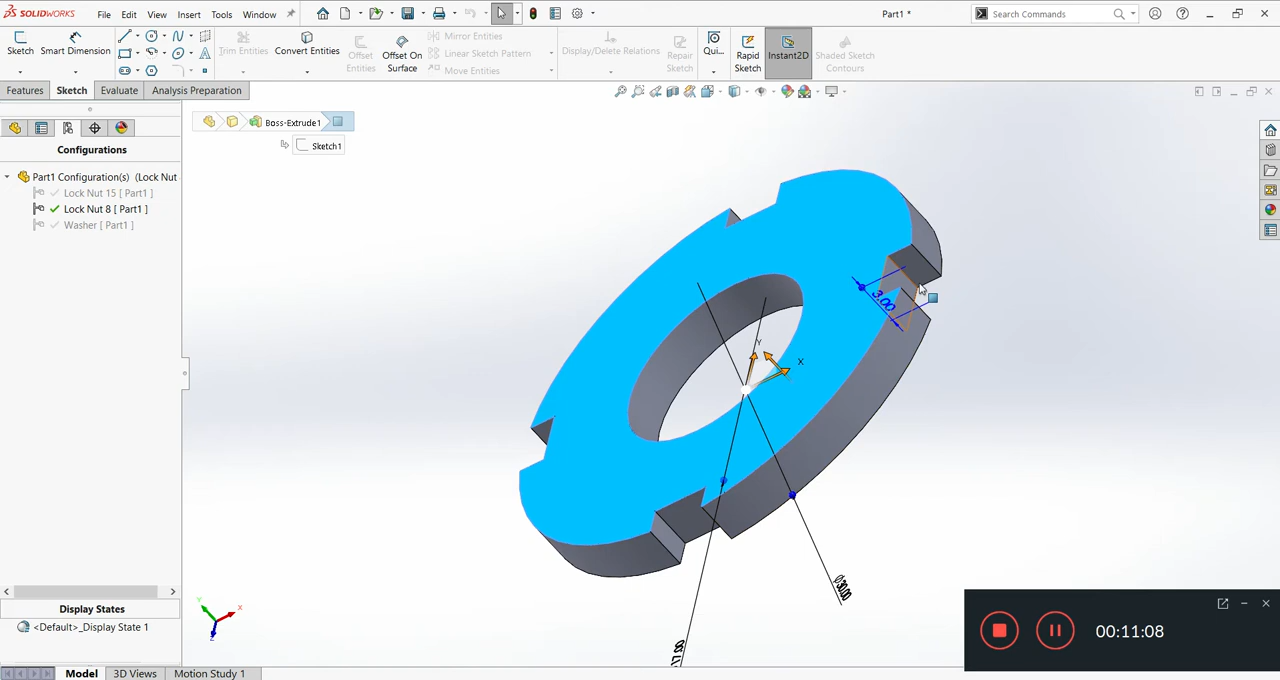 SOLIDWORKS File Edit View Insert Tools Window Part1 * Search Commands
Sketch Smart Dimension Trim Entities Convert Entities Offset Entities Offset On Surface Mirror Entities Linear Sketch Pattern Move Entities Display/Delete Relations Repair Sketch Qui... Rapid Sketch Instant2D Shaded Sketch Contours
Features Sketch Evaluate Analysis Preparation
Boss-Extrude1
Sketch1
Configurations
Part1 Configuration(s) (Lock Nut
Lock Nut 15 [ Part1 ]
Lock Nut 8 [ Part1 ]
Washer [ Part1 ]
3.00
Y
X
Ø30.00
Y
X
Z
Display States
<Default>_Display State 1
00:11:08
Model 3D Views Motion Study 1